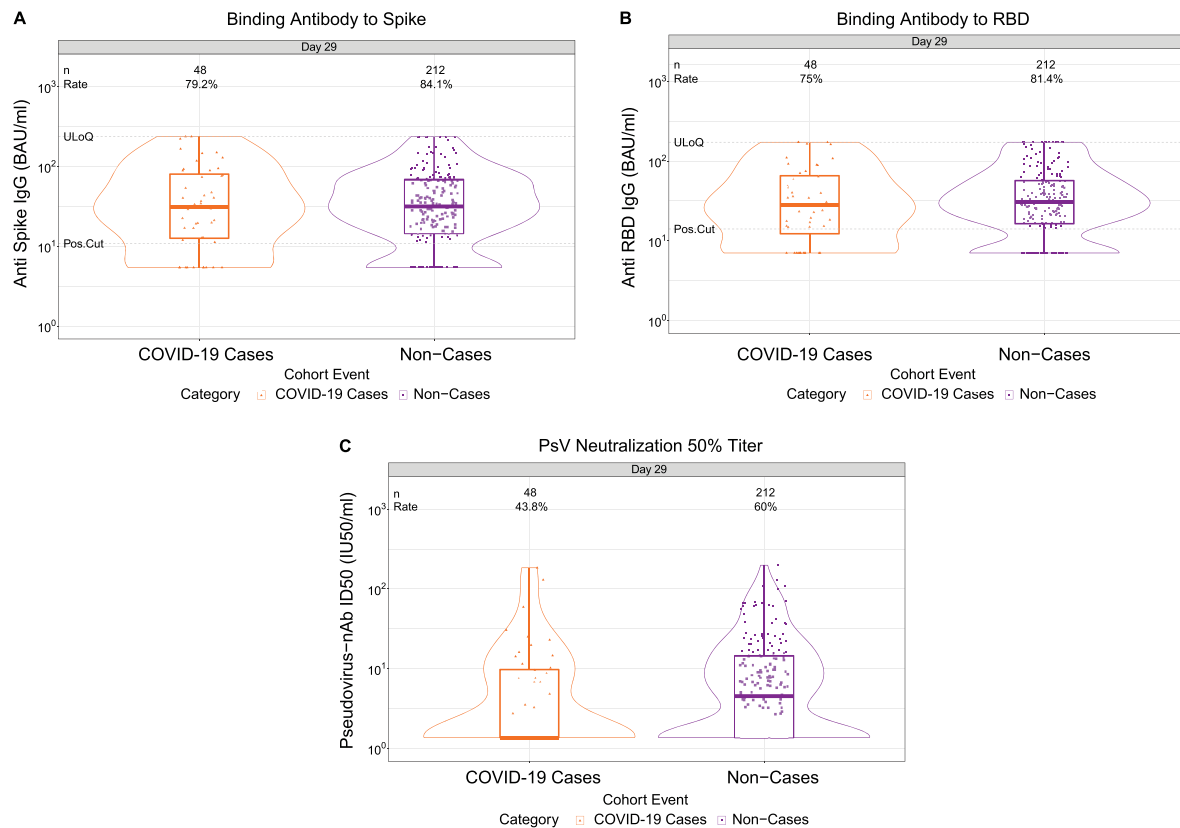 A
Binding Antibody to Spike
Day 29
n 48 212
Rate 79.2% 84.1%
Anti Spike IgG (BAU/ml)
10³
ULoQ
10²
Pos.Cut
10¹
10⁰
COVID-19 Cases Non−Cases
Cohort Event
Category COVID-19 Cases Non−Cases
B
Binding Antibody to RBD
Day 29
n 48 212
Rate 75% 81.4%
Anti RBD IgG (BAU/ml)
10³
ULoQ
10²
Pos.Cut
10¹
10⁰
COVID-19 Cases Non−Cases
Cohort Event
Category COVID-19 Cases Non−Cases
C
PsV Neutralization 50% Titer
Day 29
n 48 212
Rate 43.8% 60%
Pseudovirus−nAb ID50 (IU50/ml)
10³
10²
10¹
10⁰
COVID-19 Cases Non−Cases
Cohort Event
Category COVID-19 Cases Non−Cases